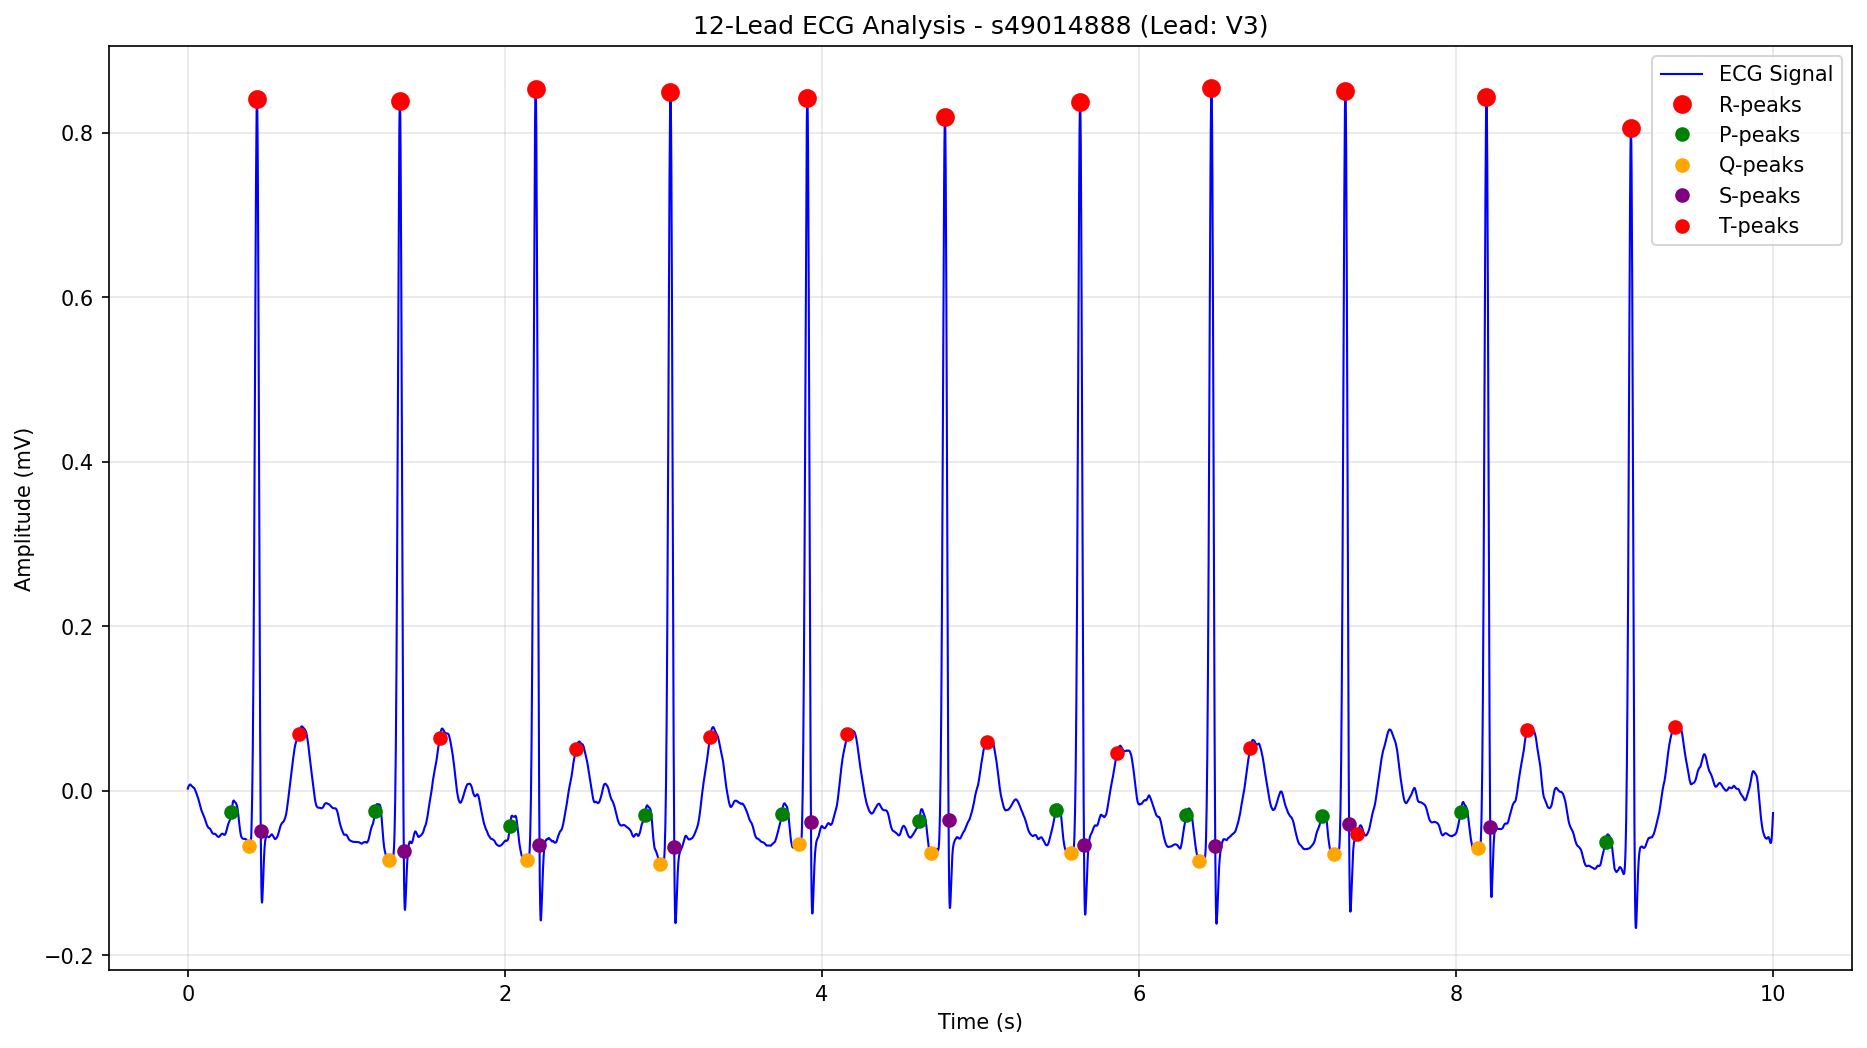 12-Lead ECG Analysis - s49014888 (Lead: V3)
ECG Signal
R-peaks
P-peaks
Q-peaks
S-peaks
T-peaks
Amplitude (mV)
0.8
0.6
0.4
0.2
0.0
−0.2
0 2 4 6 8 10
Time (s)